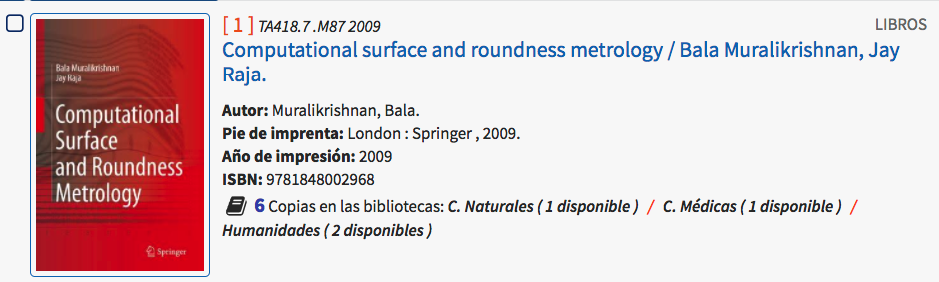 [ 1 ] TA418.7 .M87 2009
LIBROS
Computational surface and roundness metrology / Bala Muralikrishnan, Jay
Raja.
Autor: Muralikrishnan, Bala.
Pie de imprenta: London : Springer , 2009.
Año de impresión: 2009
ISBN: 9781848002968
6 Copias en las bibliotecas: C. Naturales ( 1 disponible ) / C. Médicas ( 1 disponible ) /
Humanidades ( 2 disponibles )
Bala Muralikrishnan
Jay Raja
Computational
Surface
and Roundness
Metrology
Springer